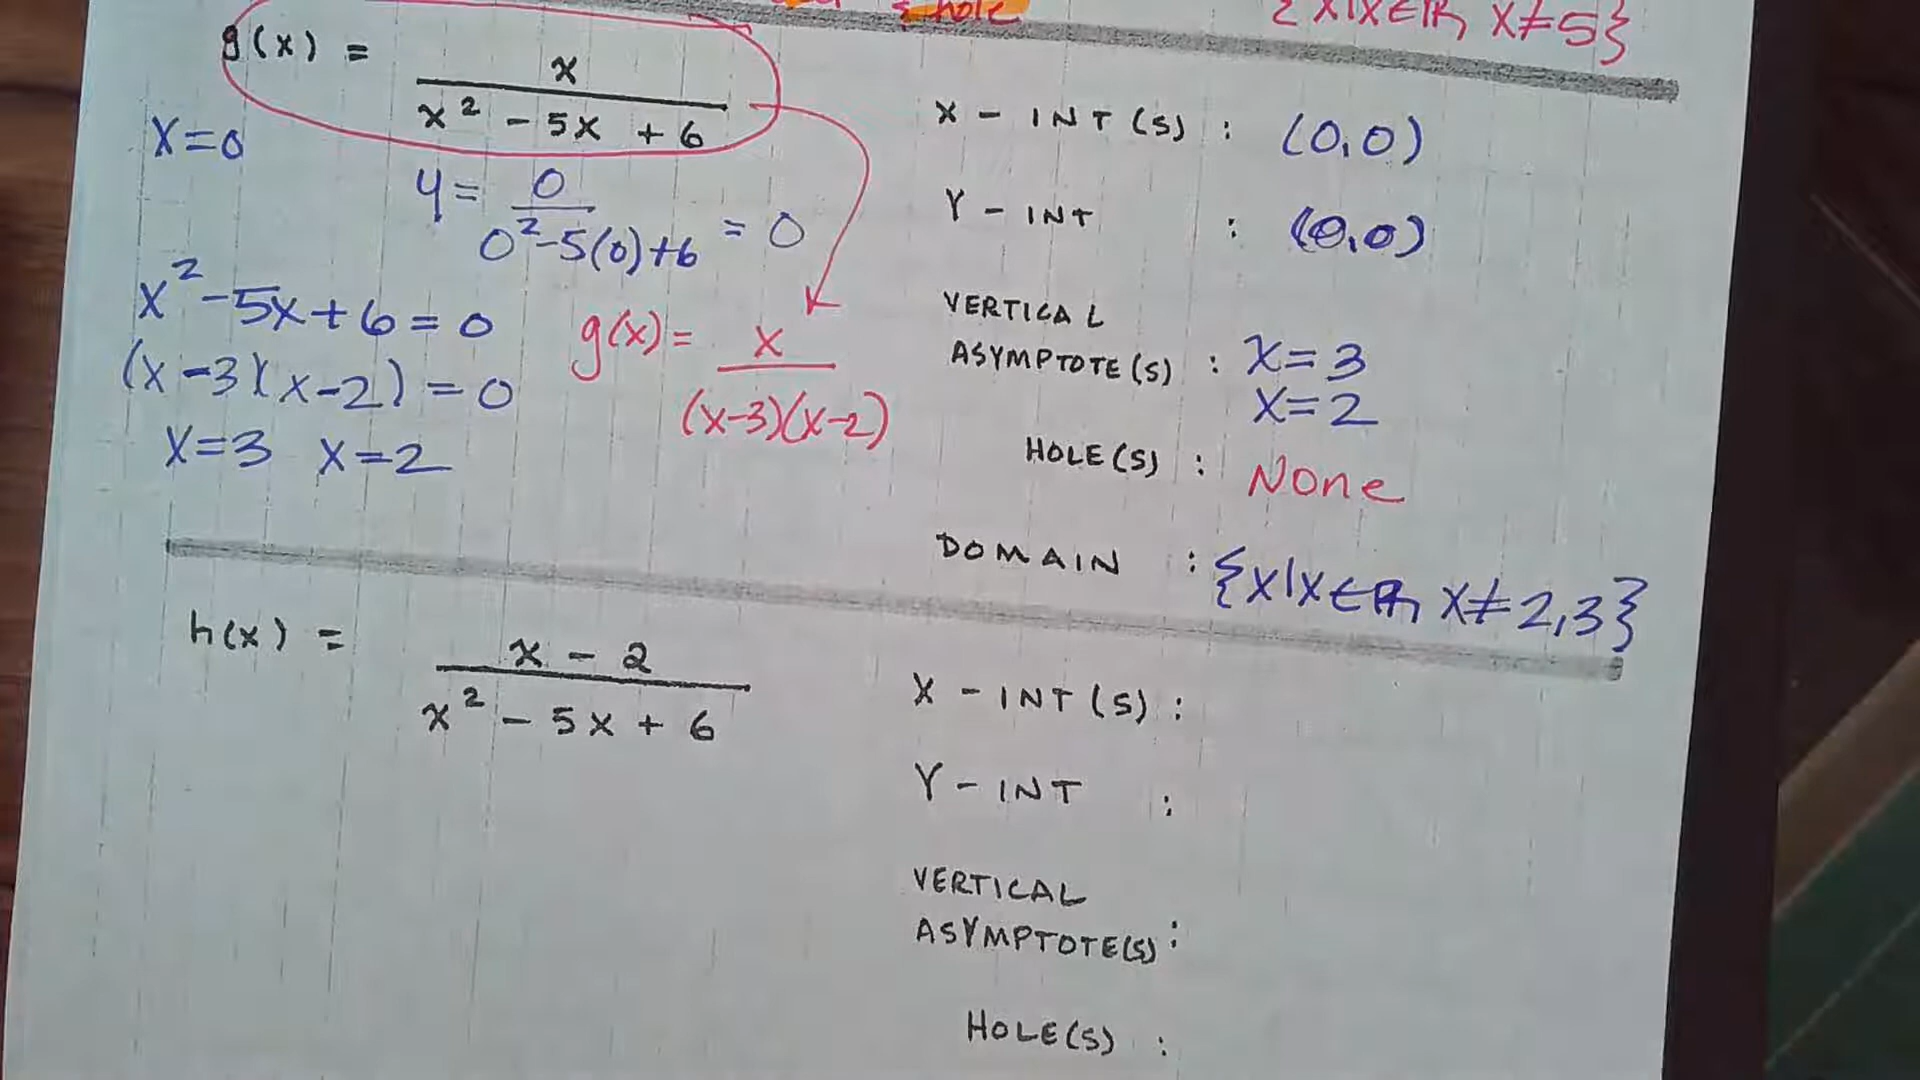 hole
{x|x∈ℝ, x≠5}
g(x) = x / x² - 5x + 6
x=0
y = 0 / 0²-5(0)+6 = 0
x²-5x+6=0
(x-3)(x-2)=0
x=3 x=2
g(x)= x / (x-3)(x-2)
X - INT(S) : (0,0)
Y - INT : (0,0)
VERTICAL
ASYMPTOTE(S) : x=3
x=2
HOLE(S) : None
DOMAIN : {x|x∈ℝ, x≠2,3}
h(x) = x - 2 / x² - 5x + 6
X - INT(S) :
Y - INT :
VERTICAL
ASYMPTOTE(S) :
HOLE(S) :